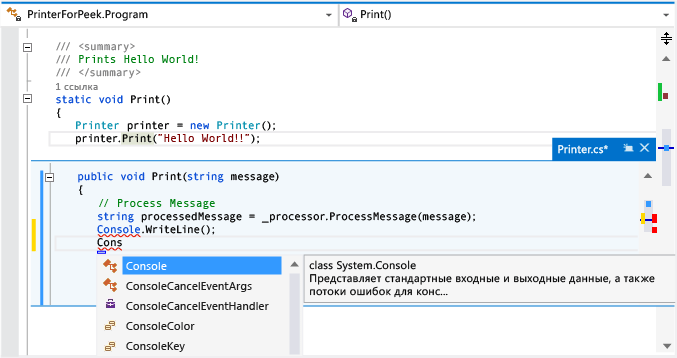 PrinterForPeek.Program Print()
/// <summary>
/// Prints Hello World!
/// </summary>
1 ссылка
static void Print()
{
Printer printer = new Printer();
printer.Print("Hello World!!");
Printer.cs*
public void Print(string message)
{
// Process Message
string processedMessage = _processor.ProcessMessage(message);
Console.WriteLine();
Cons
Console
ConsoleCancelEventArgs
ConsoleCancelEventHandler
ConsoleColor
ConsoleKey
class System.Console
Представляет стандартные входные и выходные данные, а также
потоки ошибок для конс...